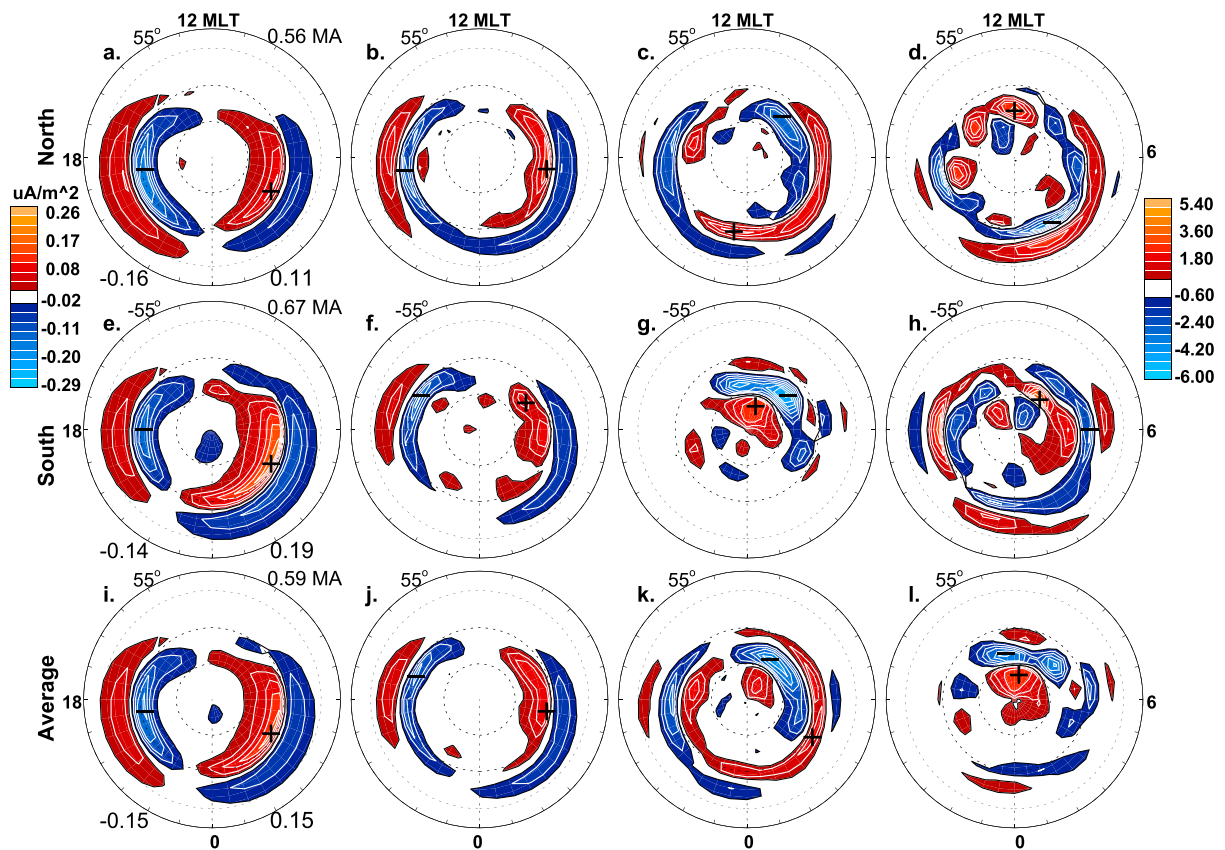 12 MLT 12 MLT 12 MLT 12 MLT
a. 55° 0.56 MA b. 55° c. 55° d. 55°
North
18
6
-0.16 0.11
uA/m^2
0.26
0.17
0.08
-0.02
-0.11
-0.20
-0.29
5.40
3.60
1.80
-0.60
-2.40
-4.20
-6.00
e. -55° 0.67 MA f. -55° g. -55° h. -55°
South
18
6
-0.14 0.19
i. 55° 0.59 MA j. 55° k. 55° l. 55°
Average
18
6
-0.15 0.15
0 0 0 0